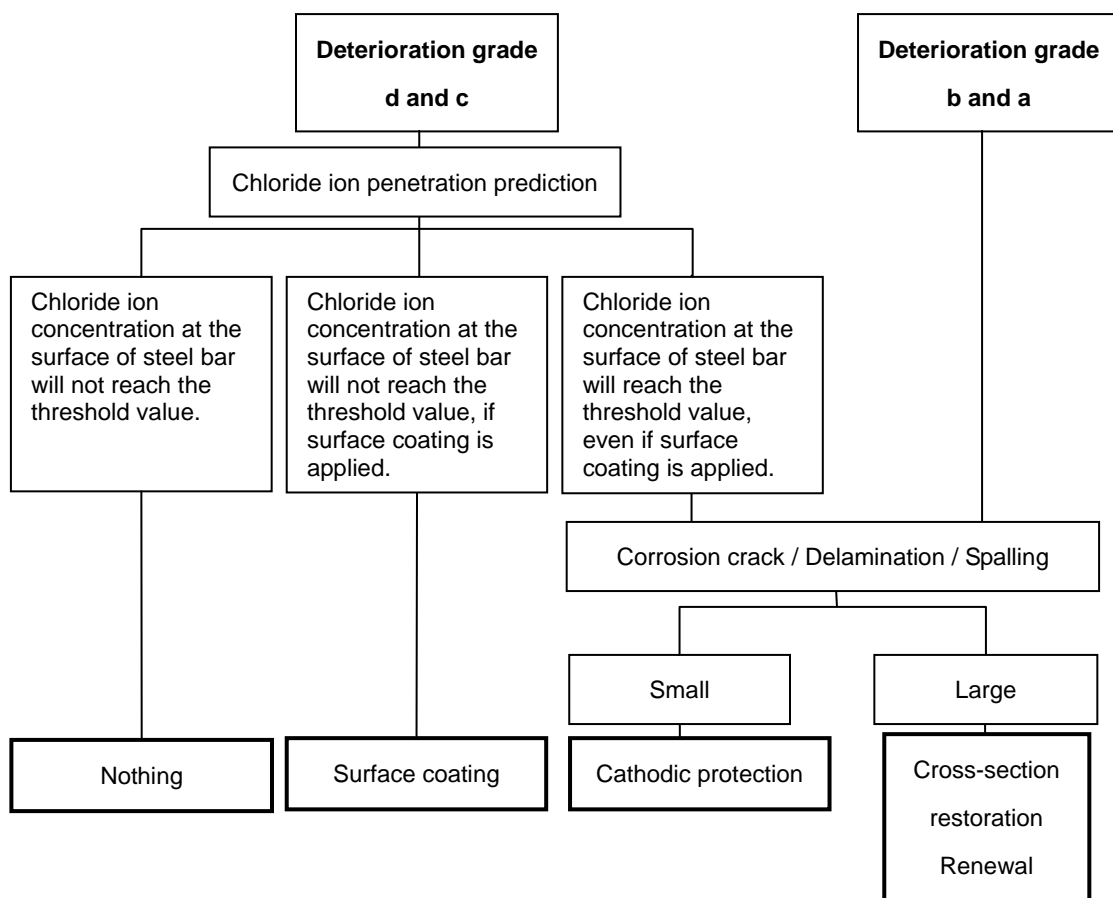 Deterioration grade
d and c
Deterioration grade
b and a
Chloride ion penetration prediction
Chloride ion
concentration at the
surface of steel bar
will not reach the
threshold value.
Chloride ion
concentration at the
surface of steel bar
will not reach the
threshold value, if
surface coating is
applied.
Chloride ion
concentration at the
surface of steel bar
will reach the
threshold value,
even if surface
coating is applied.
Corrosion crack / Delamination / Spalling
Small
Large
Nothing
Surface coating
Cathodic protection
Cross-section
restoration
Renewal